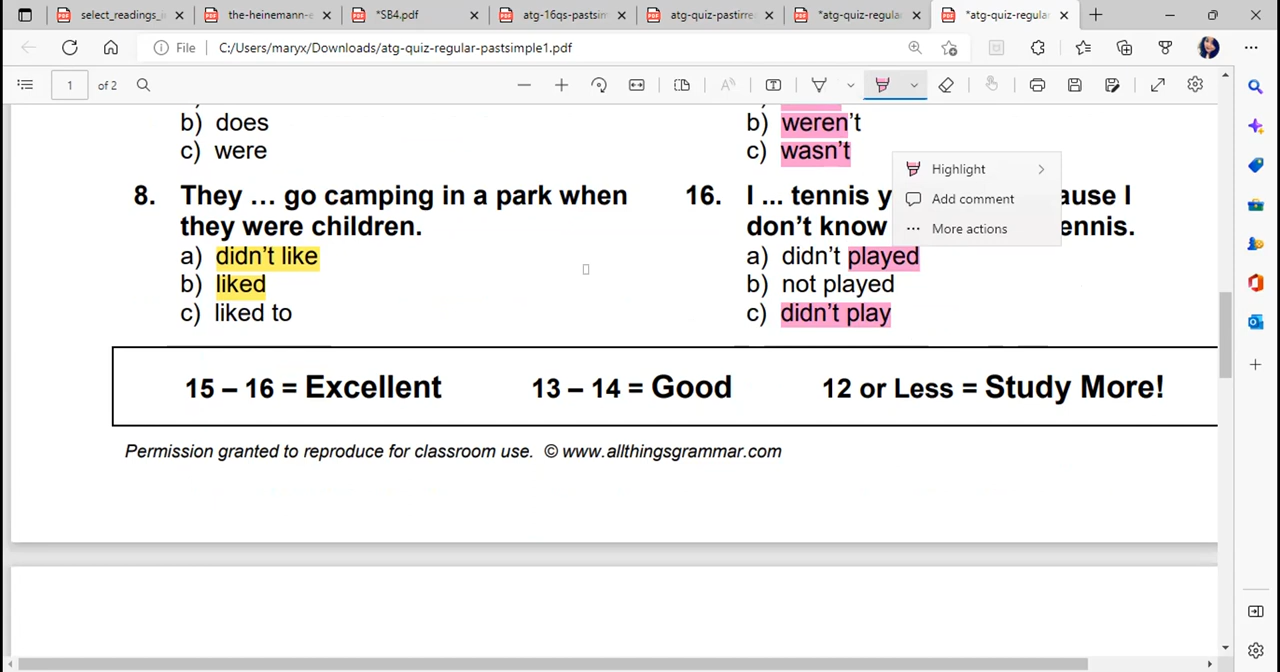 select_readings_i
the-heinemann-e
*SB4.pdf
atg-16qs-pastsim
atg-quiz-pastirre
*atg-quiz-regula
*atg-quiz-regula
File
C:/Users/maryx/Downloads/atg-quiz-regular-pastsimple1.pdf
1 of 2
b) does
c) were
8. They … go camping in a park when
they were children.
a) didn't like
b) liked
c) liked to
b) weren't
c) wasn't
16. I ... tennis y ause I
don't know ennis.
a) didn't played
b) not played
c) didn't play
Highlight
Add comment
More actions
15 – 16 = Excellent 13 – 14 = Good 12 or Less = Study More!
Permission granted to reproduce for classroom use. © www.allthingsgrammar.com